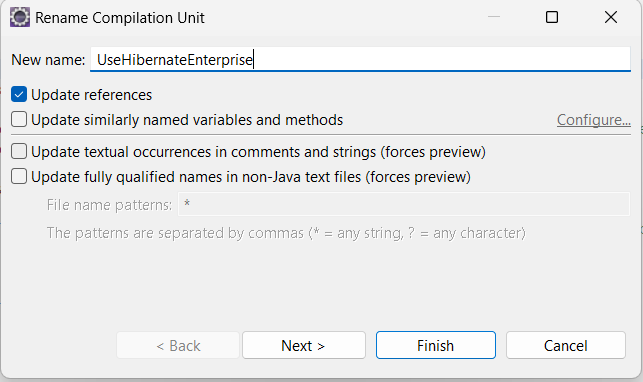 Rename Compilation Unit
New name: UseHibernateEnterprise
Update references
Update similarly named variables and methods Configure...
Update textual occurrences in comments and strings (forces preview)
Update fully qualified names in non-Java text files (forces preview)
File name patterns: *
The patterns are separated by commas (* = any string, ? = any character)
< Back Next > Finish Cancel